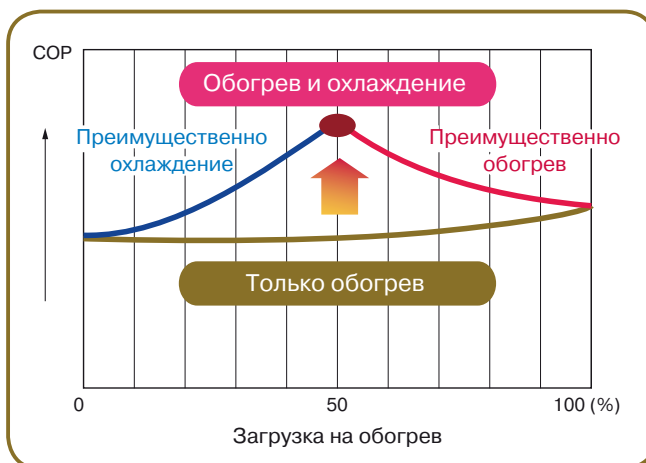 COP
Обогрев и охлаждение
Преимущественно
охлаждение
Преимущественно
обогрев
Только обогрев
0 50 100 (%)
Загрузка на обогрев